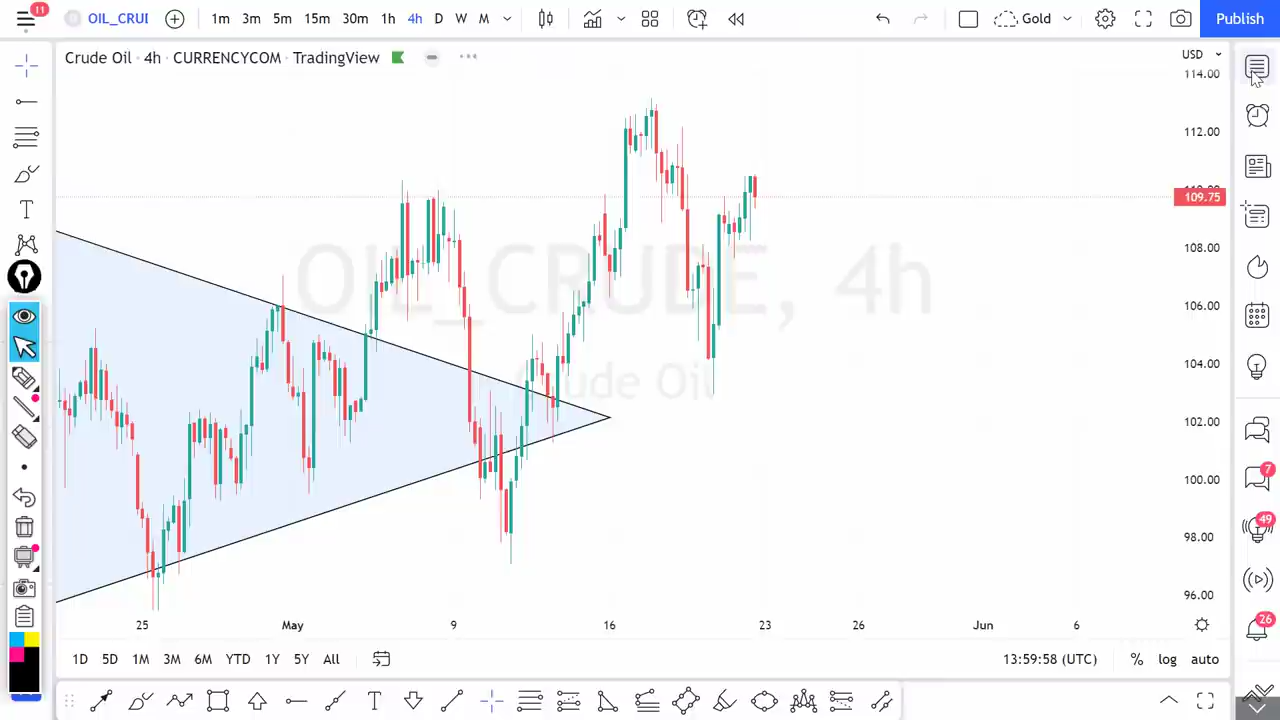 11
OIL_CRUI
1m 3m 5m 15m 30m 1h 4h D W M
Gold
Publish
Crude Oil · 4h · CURRENCYCOM · TradingView
USD
114.00
112.00
109.75
108.00
106.00
104.00
102.00
100.00
98.00
96.00
OIL_CRUDE, 4h
Crude Oil
7
49
26
25 May 9 16 23 26 Jun 6
1D 5D 1M 3M 6M YTD 1Y 5Y All
13:59:58 (UTC) % log auto